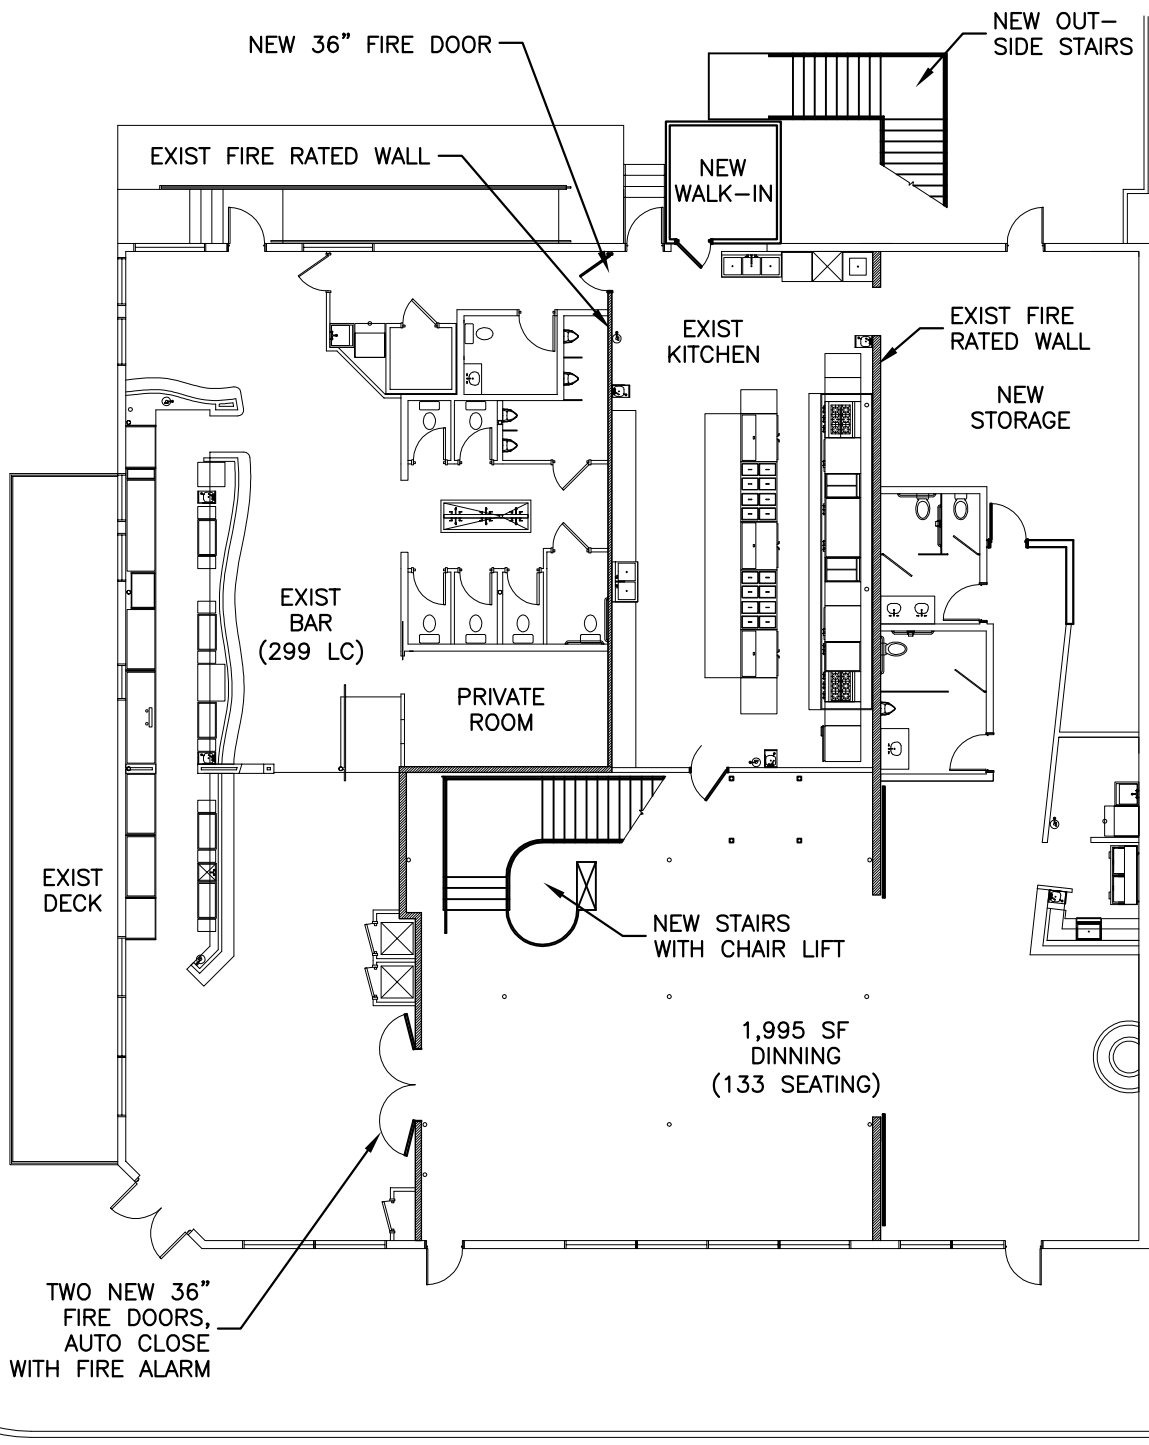 NEW OUT-
SIDE STAIRS
NEW 36" FIRE DOOR
EXIST FIRE RATED WALL
NEW
WALK-IN
EXIST
KITCHEN
EXIST FIRE
RATED WALL
NEW
STORAGE
EXIST
BAR
(299 LC)
PRIVATE
ROOM
EXIST
DECK
NEW STAIRS
WITH CHAIR LIFT
1,995 SF
DINNING
(133 SEATING)
TWO NEW 36"
FIRE DOORS,
AUTO CLOSE
WITH FIRE ALARM